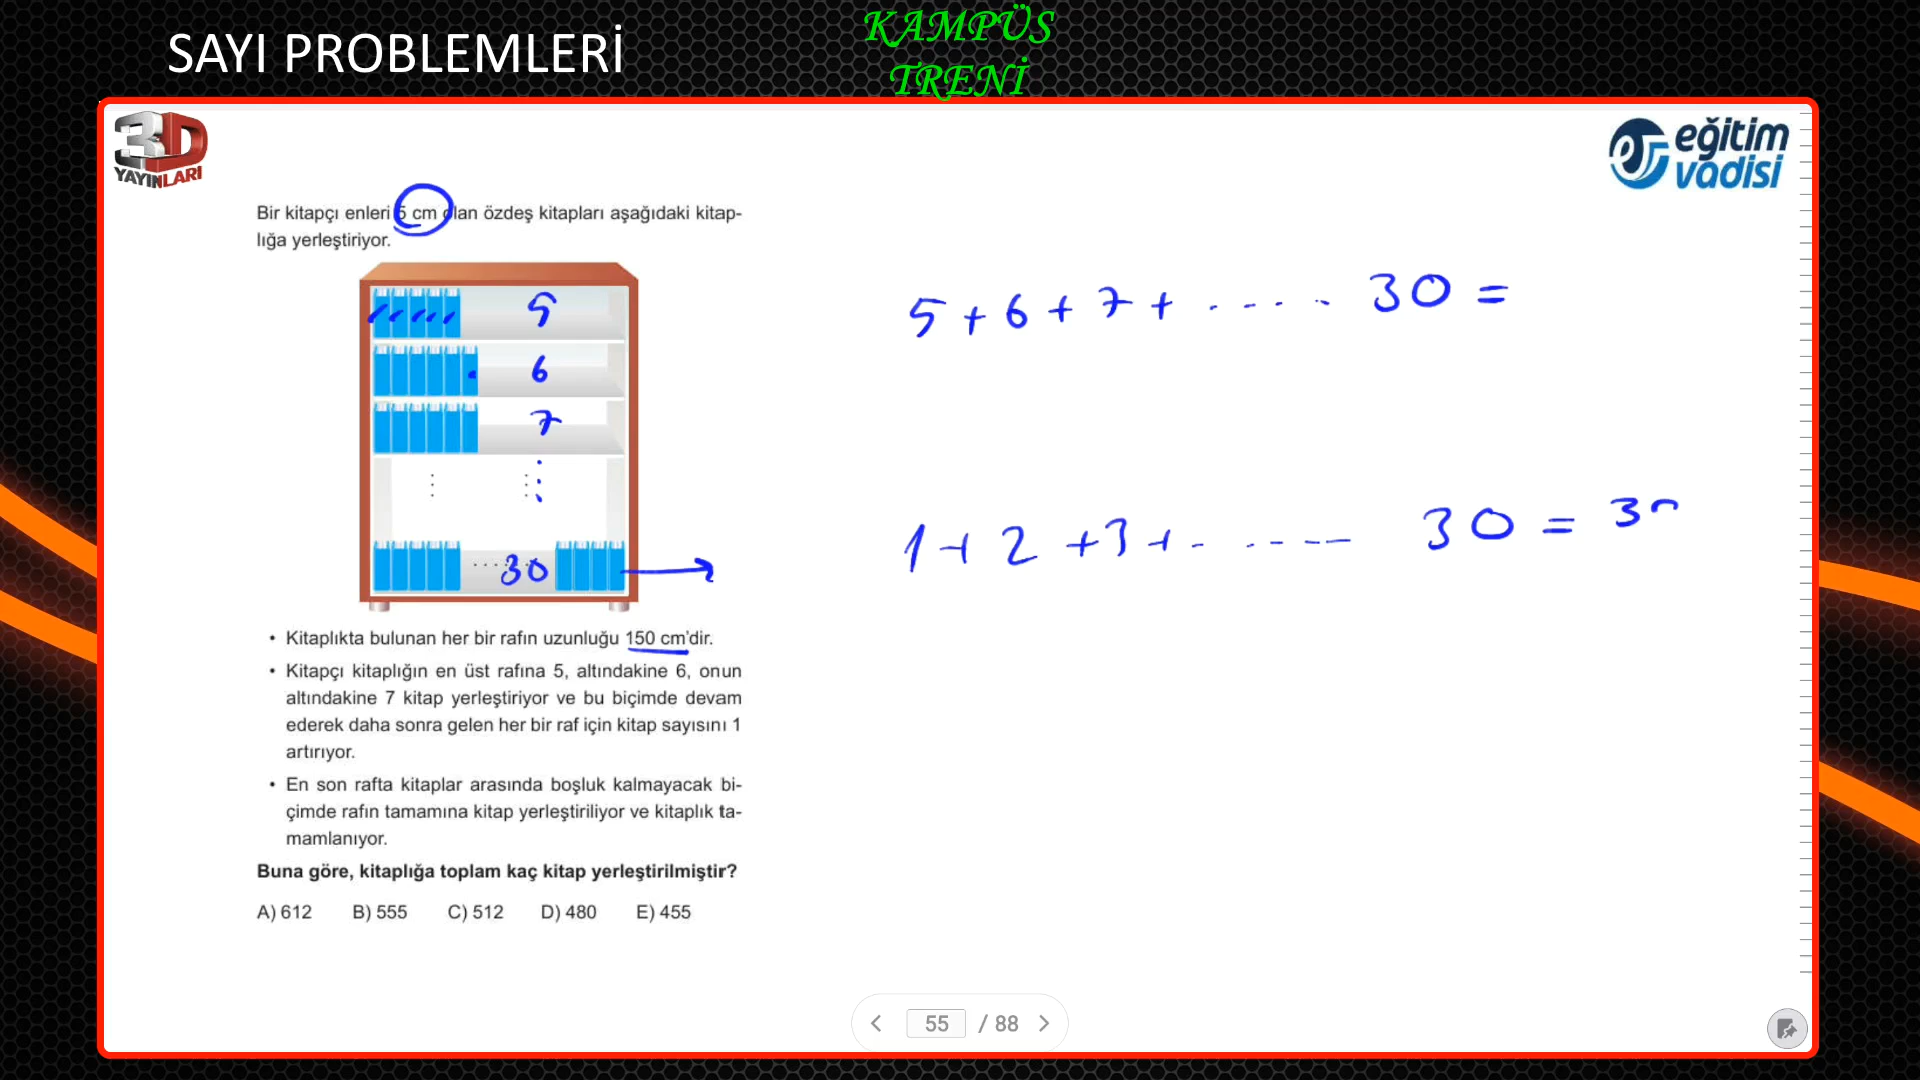 SAYI PROBLEMLERİ
KAMPÜS
TRENİ
3D
YAYINLARI
eğitim
vadisi
Bir kitapçı enleri 5 cm olan özdeş kitapları aşağıdaki kitap-
lığa yerleştiriyor.
5
6
7
30
5 + 6 + 7 + ..... 30 =
1 + 2 + 3 + ...... 30 =
• Kitaplıkta bulunan her bir rafın uzunluğu 150 cm'dir.
• Kitapçı kitaplığın en üst rafına 5, altındakine 6, onun
altındakine 7 kitap yerleştiriyor ve bu biçimde devam
ederek daha sonra gelen her bir raf için kitap sayısını 1
artırıyor.
• En son rafta kitaplar arasında boşluk kalmayacak bi-
çimde rafın tamamına kitap yerleştiriliyor ve kitaplık ta-
mamlanıyor.
Buna göre, kitaplığa toplam kaç kitap yerleştirilmiştir?
A) 612 B) 555 C) 512 D) 480 E) 455
55 / 88